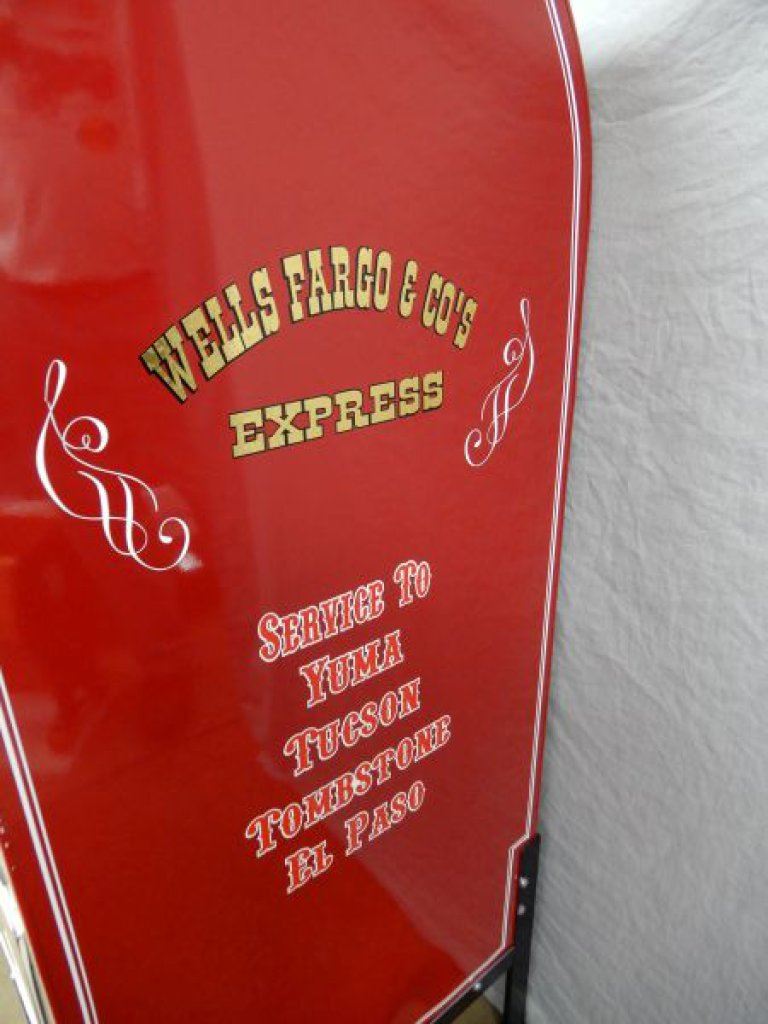 WELLS FARGO & CO'S
EXPRESS
SERVICE TO
YUMA
TUCSON
TOMBSTONE
EL PASO